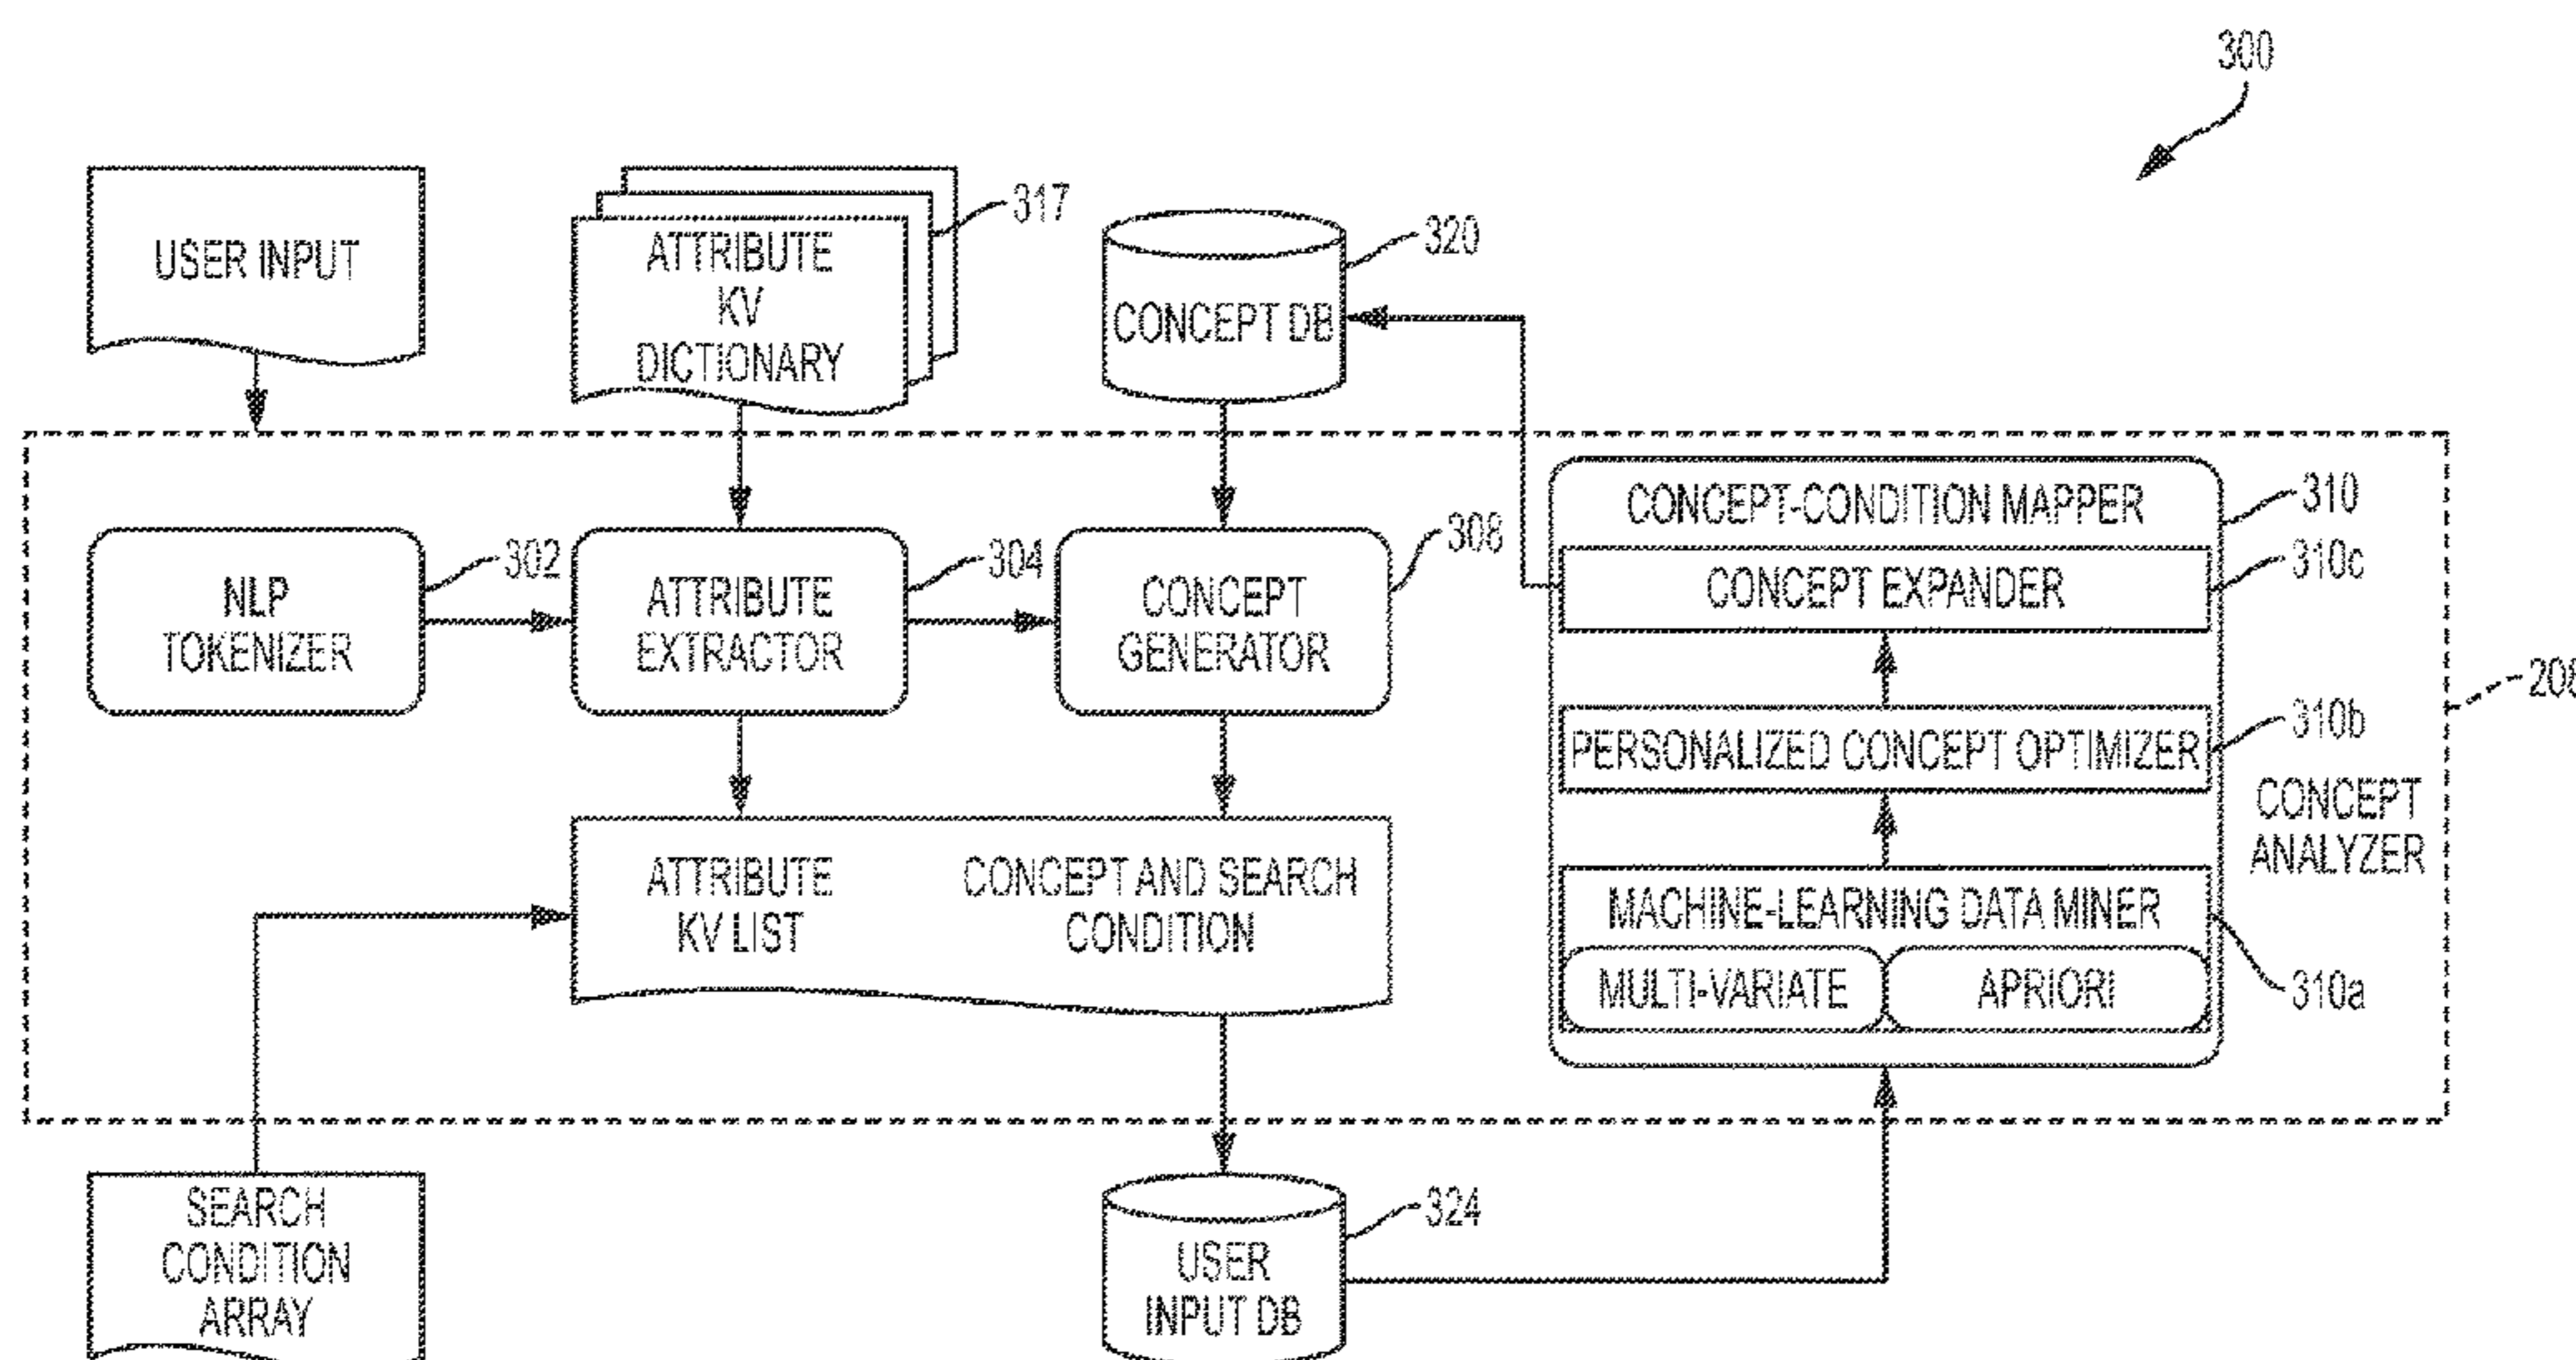 300
USER INPUT
ATTRIBUTE
KV
DICTIONARY
317
CONCEPT DB
320
NLP
TOKENIZER
302
ATTRIBUTE
EXTRACTOR
304
CONCEPT
GENERATOR
308
CONCEPT-CONDITION MAPPER
310
CONCEPT EXPANDER
310c
PERSONALIZED CONCEPT OPTIMIZER
310b
CONCEPT
ANALYZER
MACHINE-LEARNING DATA MINER
MULTI-VARIATE
APRIORI
310a
ATTRIBUTE
KV LIST
CONCEPT AND SEARCH
CONDITION
SEARCH
CONDITION
ARRAY
USER
INPUT DB
324